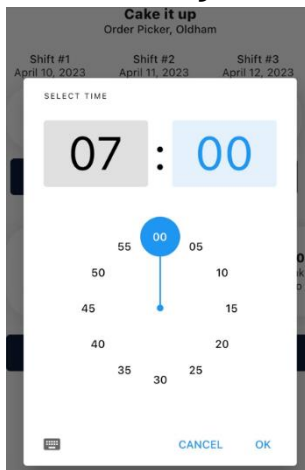 Cake it up
Order Picker, Oldham
Shift #1 Shift #2 Shift #3
April 10, 2023 April 11, 2023 April 12, 2023
SELECT TIME
07 : 00
00
55 05
50 10
45 15
40 20
35 25
30
CANCEL OK